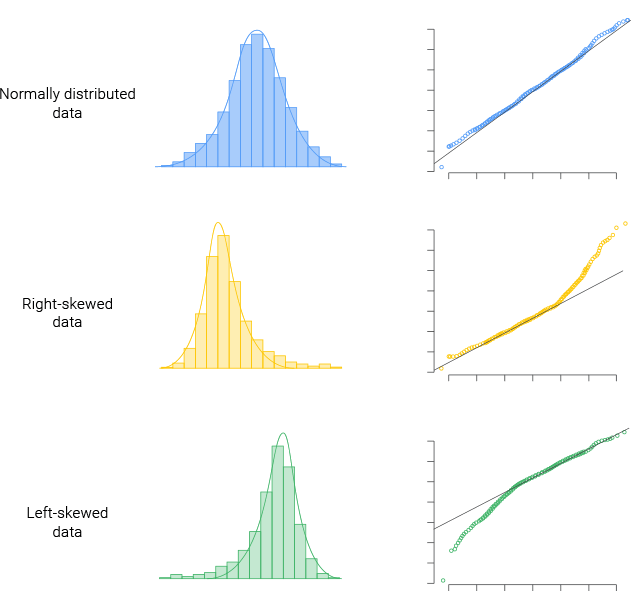 Normally distributed
data
Right-skewed
data
Left-skewed
data